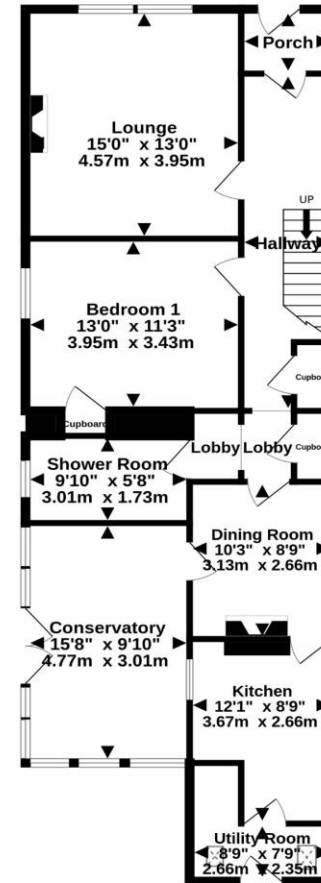 Porch
Lounge
15'0" x 13'0"
4.57m x 3.95m
UP
Hallway
Bedroom 1
13'0" x 11'3"
3.95m x 3.43m
Cupbo
Cupboard
Lobby
Lobby
Cupbo
Shower Room
9'10" x 5'8"
3.01m x 1.73m
Dining Room
10'3" x 8'9"
3.13m x 2.66m
Conservatory
15'8" x 9'10"
4.77m x 3.01m
Kitchen
12'1" x 8'9"
3.67m x 2.66m
Utility Room
8'9" x 7'9"
2.66m x 2.35m